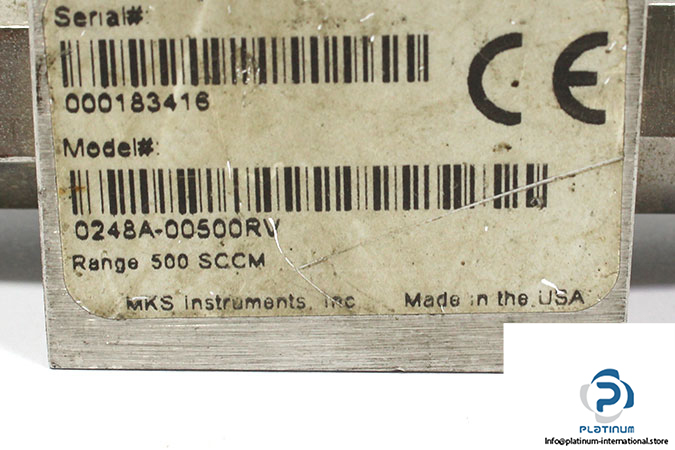 Serial#
000183416
CE
Model#:
0248A-00500RV
Range 500 SCCM
MKS Instruments, Inc Made in the USA
PLATINUM
Info@platinum-international.store